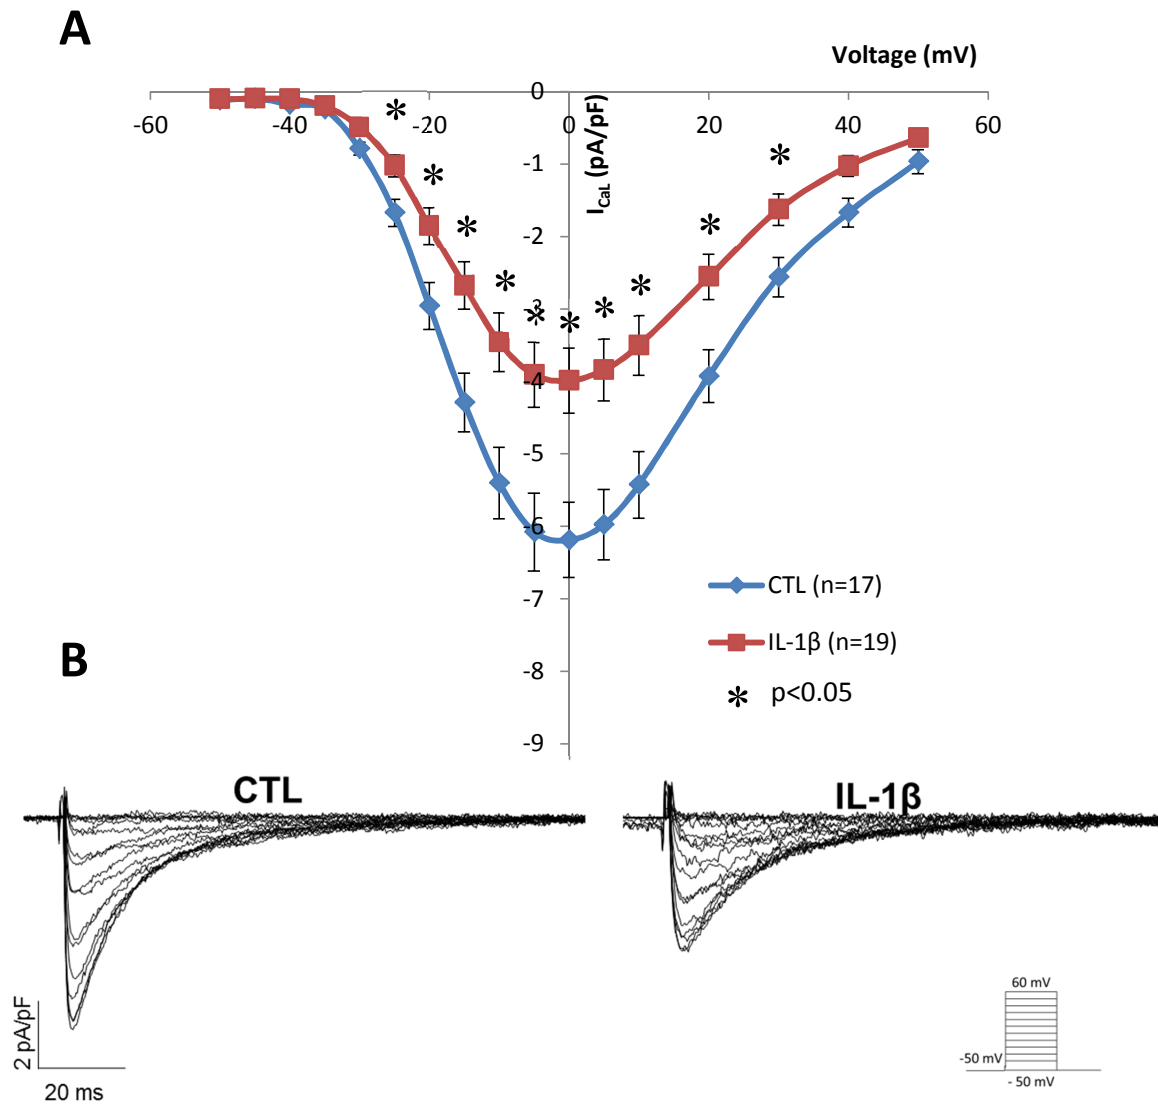 A
Voltage (mV)
-60
-40
-20
0
20
40
60
0
-1
-2
-3
-4
-5
-6
-7
-8
-9
I CaL (pA/pF)
*
*
*
*
*
*
*
*
*
*
CTL (n=17)
IL-1β (n=19)
* p<0.05
B
CTL
IL-1β
2 pA/pF
20 ms
60 mV
-50 mV
- 50 mV